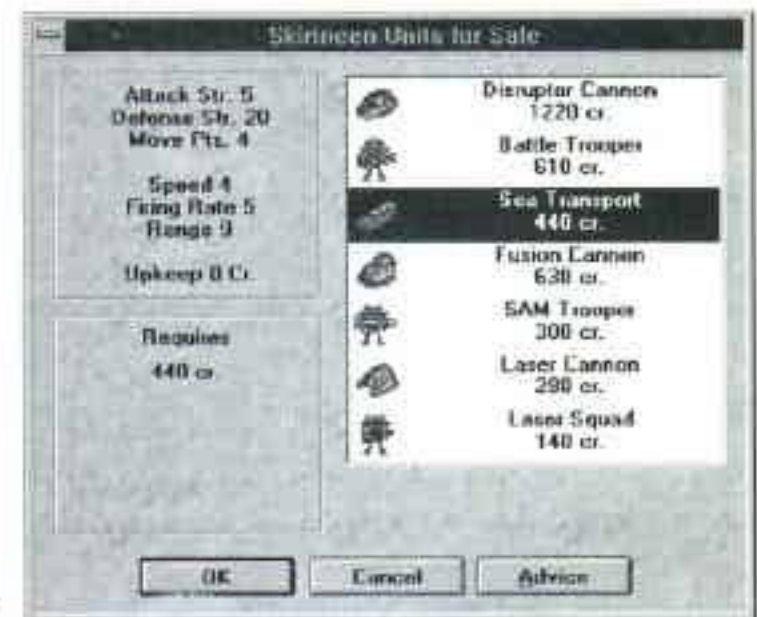 Skirineen Units for Sale
Attack Str. 5
Defense Str. 20
Move Pts. 4
Speed 4
Firing Rate 5
Range 9
Upkeep 8 Cr.
Requires
440 cr
Disruptor Cannon
1220 cr.
Battle Trooper
610 cr.
Sea Transport
440 cr.
Fusion Cannon
630 cr.
SAM Trooper
300 cr.
Laser Cannon
290 cr.
Laser Squad
140 cr.
OK
Cancel
Advice